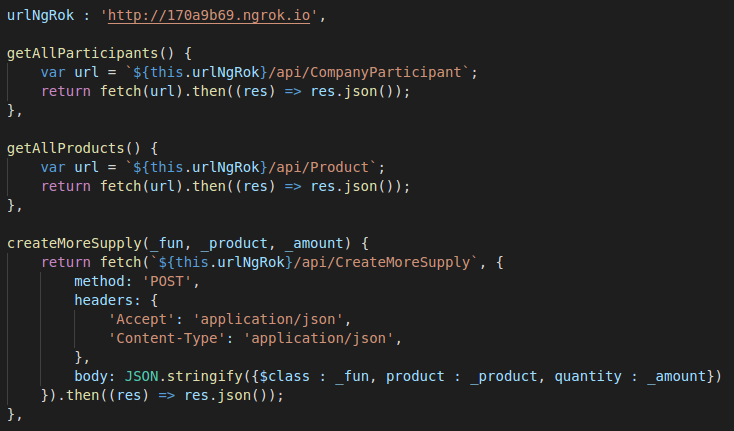 urlNgRok : 'http://170a9b69.ngrok.io',
getAllParticipants() {
var url = `${this.urlNgRok}/api/CompanyParticipant`;
return fetch(url).then((res) => res.json());
},
getAllProducts() {
var url = `${this.urlNgRok}/api/Product`;
return fetch(url).then((res) => res.json());
},
createMoreSupply(_fun, _product, _amount) {
return fetch(`${this.urlNgRok}/api/CreateMoreSupply`, {
method: 'POST',
headers: {
'Accept': 'application/json',
'Content-Type': 'application/json',
},
body: JSON.stringify({$class : _fun, product : _product, quantity : _amount})
}).then((res) => res.json());
},